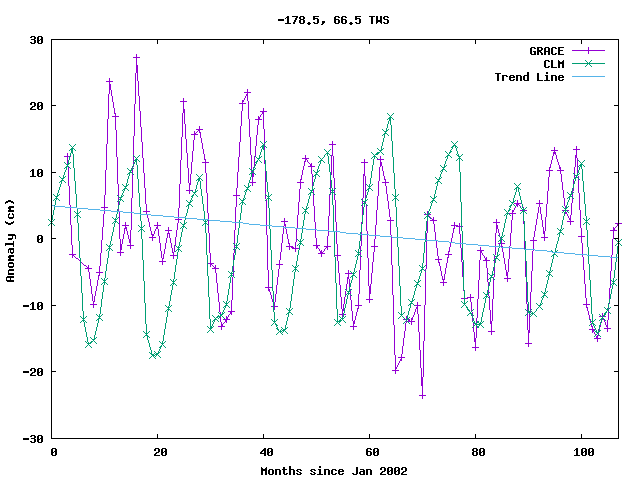 -178.5, 66.5 TWS
GRACE
CLM
Trend Line
30
20
10
0
-10
-20
-30
Anomaly (cm)
0 20 40 60 80 100
Months since Jan 2002